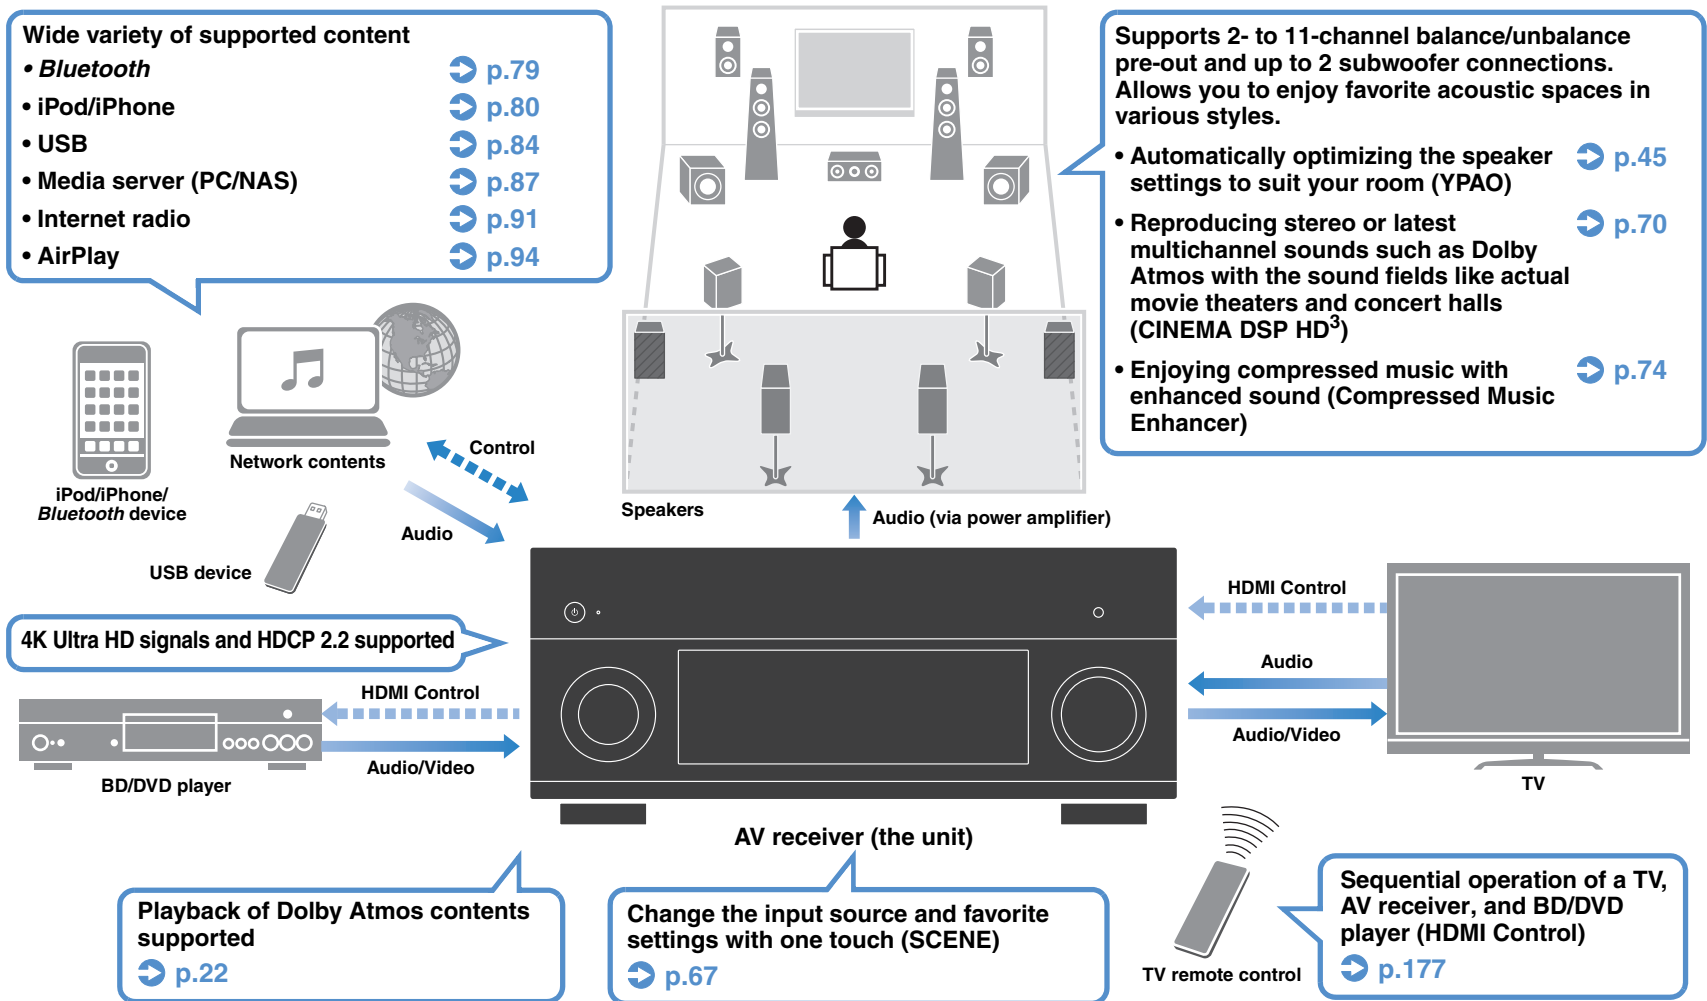 Wide variety of supported content
• Bluetooth p.79
• iPod/iPhone p.80
• USB p.84
• Media server (PC/NAS) p.87
• Internet radio p.91
• AirPlay p.94
Supports 2- to 11-channel balance/unbalance
pre-out and up to 2 subwoofer connections.
Allows you to enjoy favorite acoustic spaces in
various styles.
• Automatically optimizing the speaker p.45
settings to suit your room (YPAO)
• Reproducing stereo or latest p.70
multichannel sounds such as Dolby
Atmos with the sound fields like actual
movie theaters and concert halls
(CINEMA DSP HD³)
• Enjoying compressed music with p.74
enhanced sound (Compressed Music
Enhancer)
iPod/iPhone/
Bluetooth device
Network contents
Control
Audio
USB device
Speakers
Audio (via power amplifier)
4K Ultra HD signals and HDCP 2.2 supported
HDMI Control
Audio/Video
BD/DVD player
HDMI Control
Audio
Audio/Video
TV
AV receiver (the unit)
Playback of Dolby Atmos contents
supported
p.22
Change the input source and favorite
settings with one touch (SCENE)
p.67
TV remote control
Sequential operation of a TV,
AV receiver, and BD/DVD
player (HDMI Control)
p.177